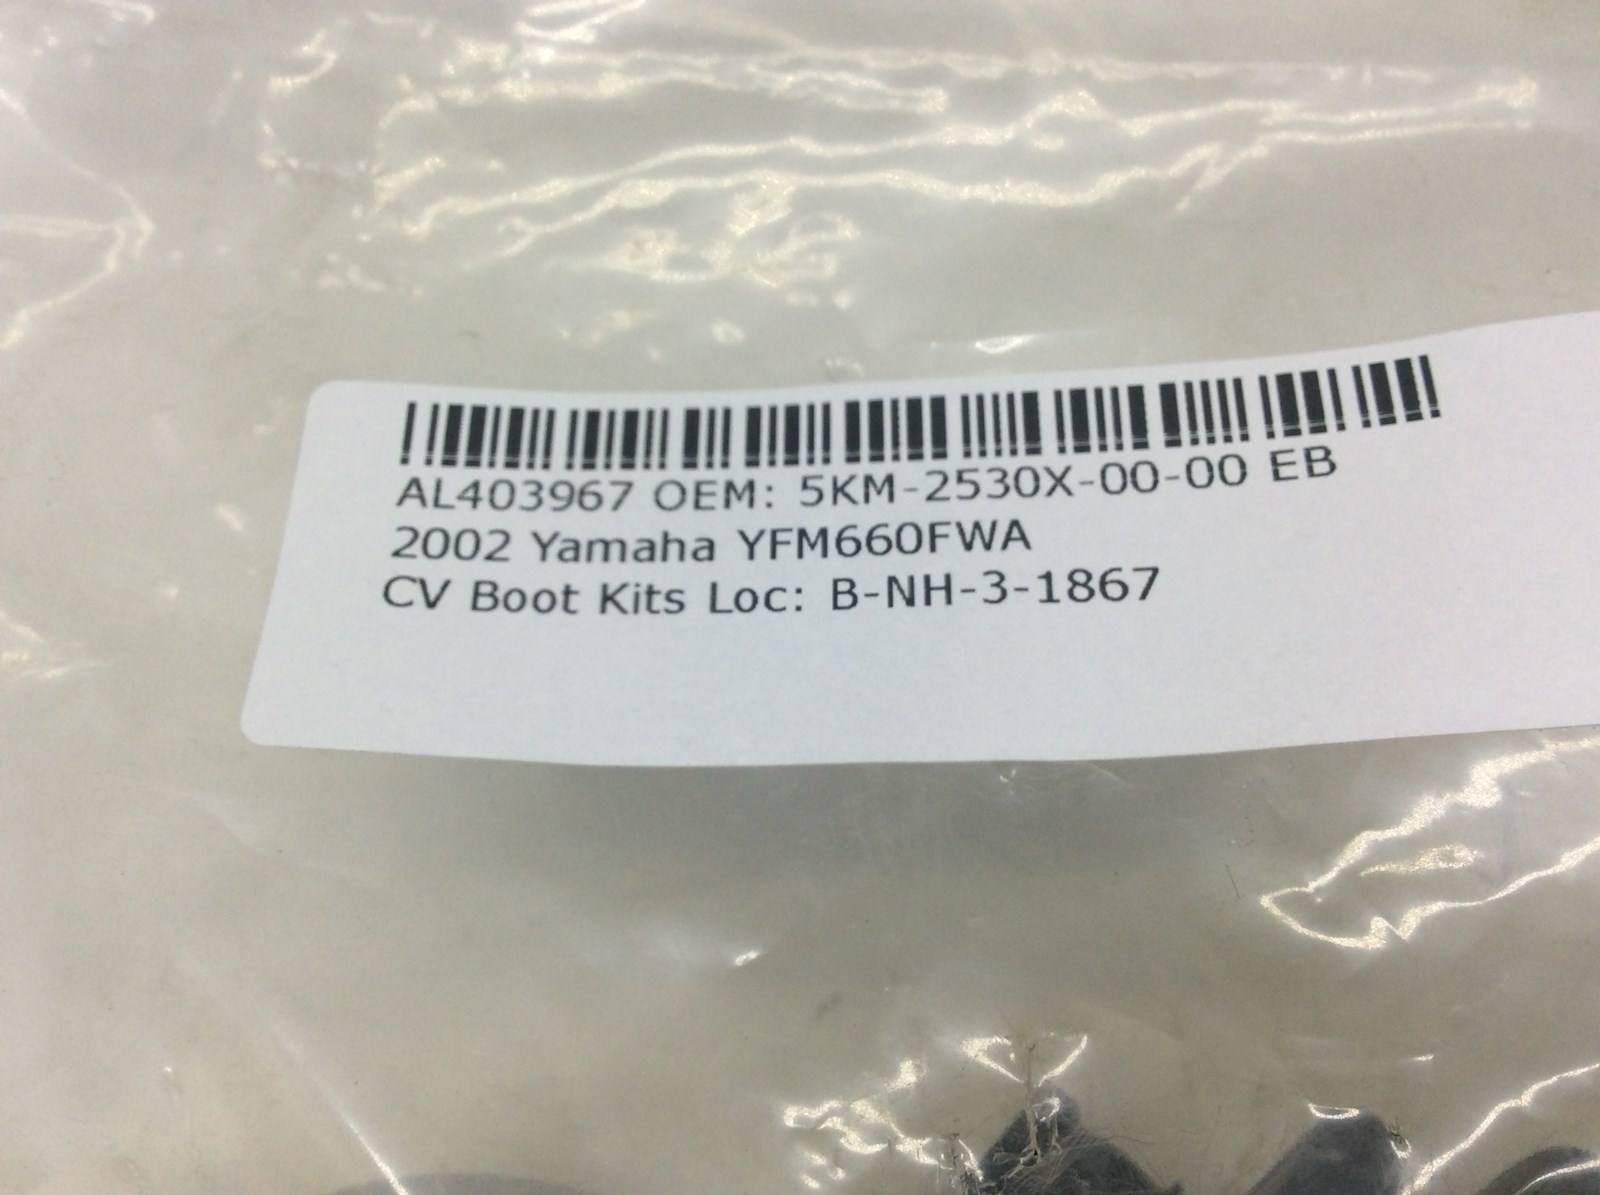 AL403967 OEM: 5KM-2530X-00-00 EB
2002 Yamaha YFM660FWA
CV Boot Kits Loc: B-NH-3-1867